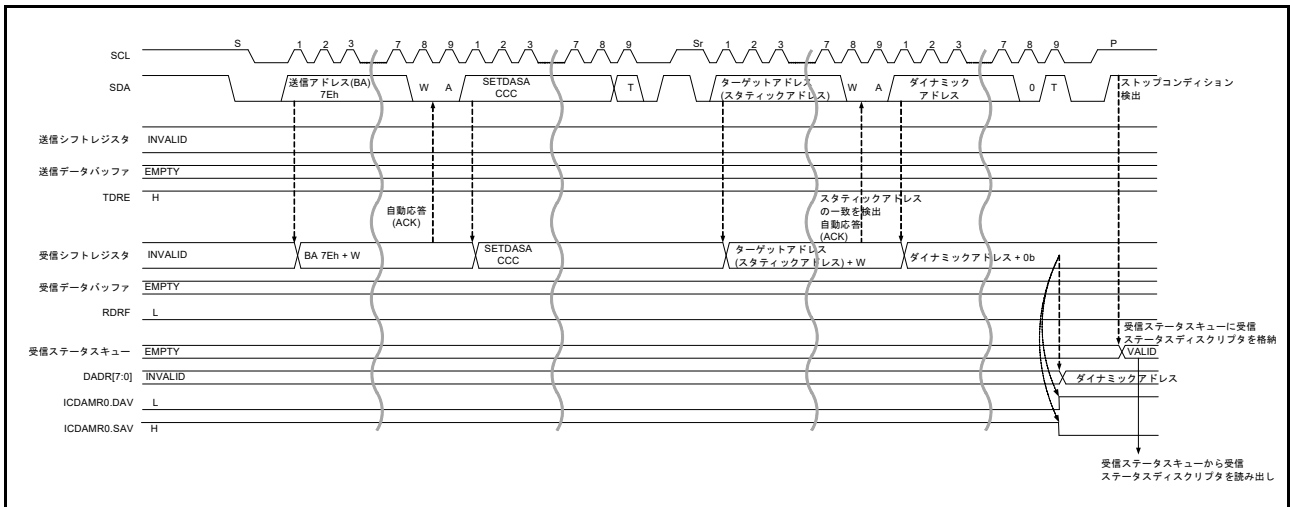 SCL S 1 2 3 7 8 9 1 2 3 7 8 9 Sr 1 2 3 7 8 9 1 2 3 7 8 9 P
SDA 送信アドレス(BA) 7Eh W A SETDASA CCC T ターゲットアドレス (スタティックアドレス) W A ダイナミック アドレス 0 T ストップコンディション 検出
送信シフトレジスタ INVALID
送信データバッファ EMPTY
TDRE H
自動応答
(ACK)
スタティックアドレス
の一致を検出
自動応答
(ACK)
受信シフトレジスタ INVALID BA 7Eh + W SETDASA CCC ターゲットアドレス (スタティックアドレス) + W ダイナミックアドレス + 0b
受信データバッファ EMPTY
RDRF L
受信ステータスキューに受信
ステータスディスクリプタを格納
受信ステータスキュー EMPTY VALID
DADR[7:0] INVALID ダイナミックアドレス
ICDAMR0.DAV L
ICDAMR0.SAV H
受信ステータスキューから受信
ステータスディスクリプタを読み出し